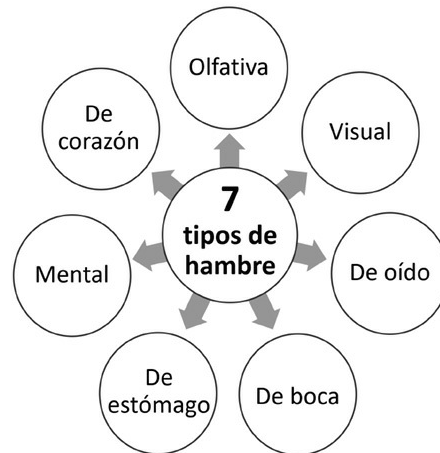 Olfativa
De
corazón
Visual
7
tipos de
hambre
Mental
De oído
De
estómago
De boca